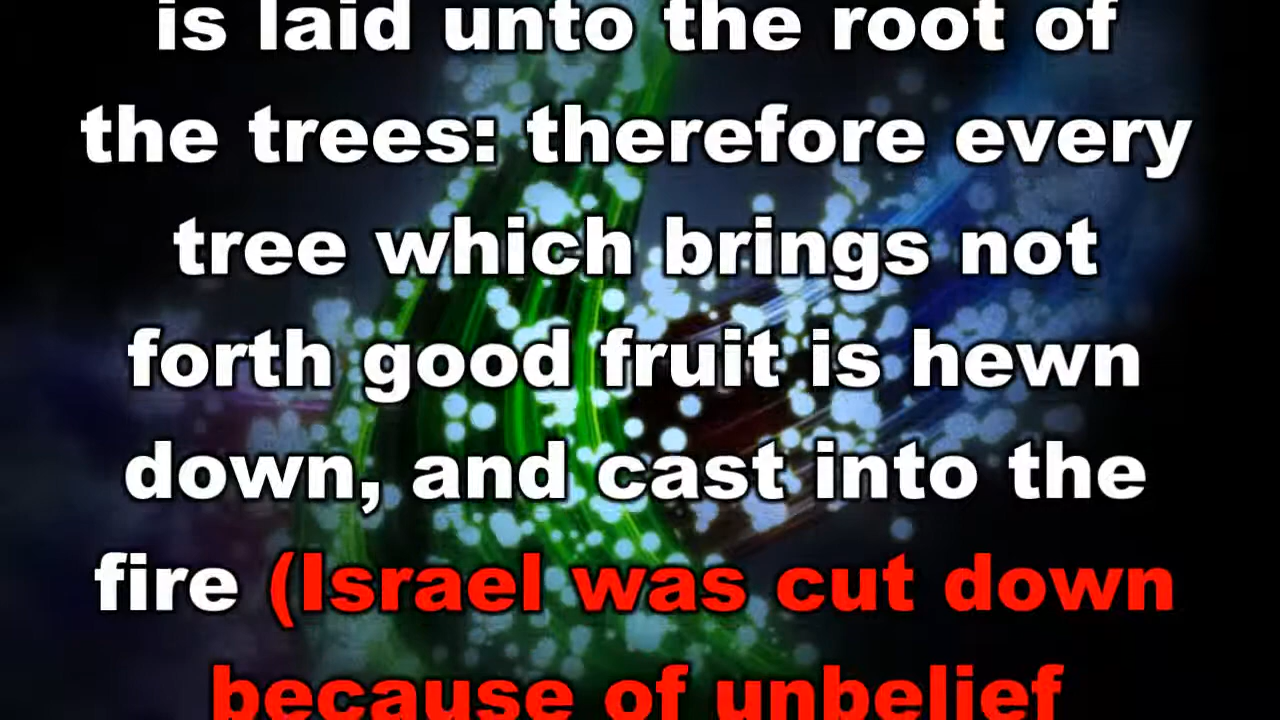 is laid unto the root of
the trees: therefore every
tree which brings not
forth good fruit is hewn
down, and cast into the
fire (Israel was cut down
because of unbelief